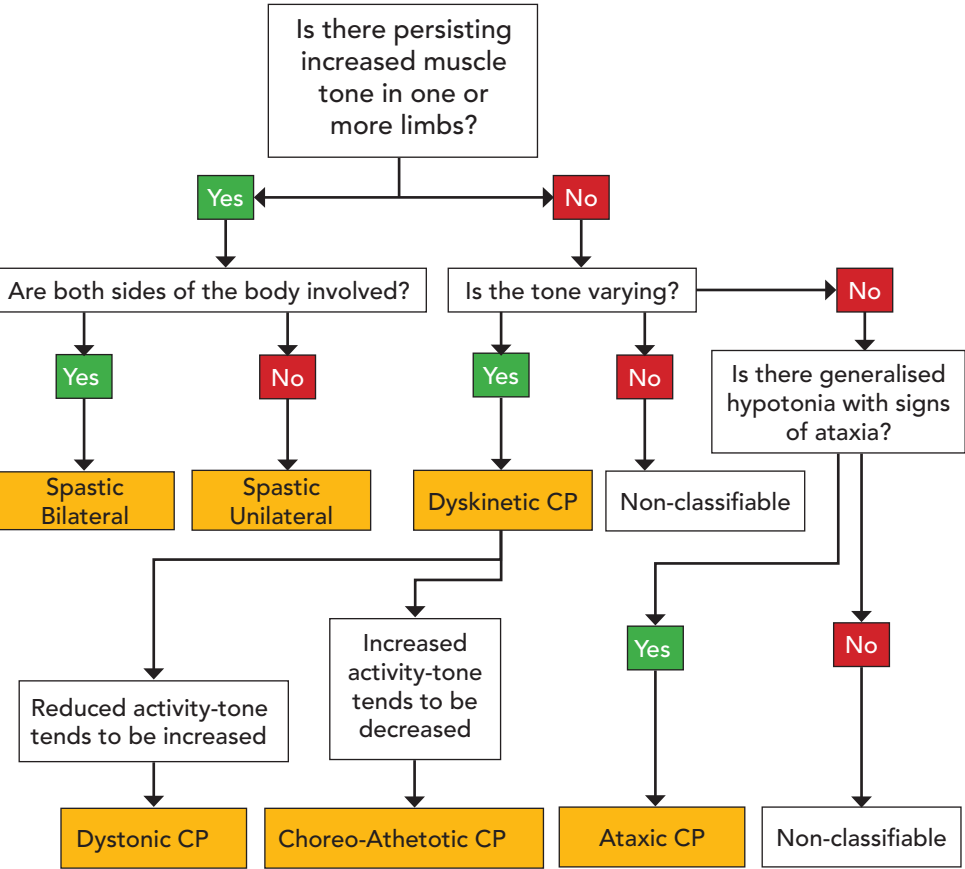 Is there persisting
increased muscle
tone in one or
more limbs?
Yes
No
Are both sides of the body involved?
Is the tone varying?
No
Yes
No
Yes
No
Is there generalised
hypotonia with signs
of ataxia?
Spastic
Bilateral
Spastic
Unilateral
Dyskinetic CP
Non-classifiable
Increased
activity-tone
tends to be
decreased
Yes
No
Reduced activity-tone
tends to be increased
Dystonic CP
Choreo-Athetotic CP
Ataxic CP
Non-classifiable